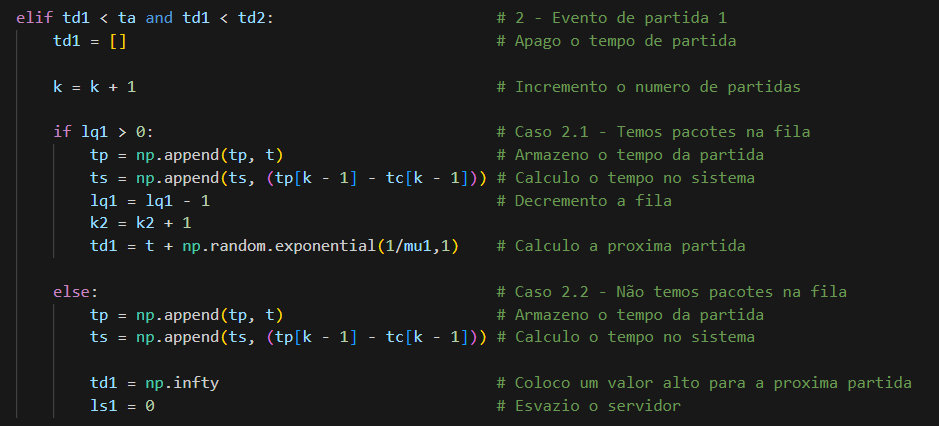 elif td1 < ta and td1 < td2:                        # 2 - Evento de partida 1
    td1 = []                                        # Apago o tempo de partida
    k = k + 1                                       # Incremento o numero de partidas
    if lq1 > 0:                                     # Caso 2.1 - Temos pacotes na fila
        tp = np.append(tp, t)                       # Armazeno o tempo da partida
        ts = np.append(ts, (tp[k - 1] - tc[k - 1])) # Calculo o tempo no sistema
        lq1 = lq1 - 1                               # Decremento a fila
        k2 = k2 + 1
        td1 = t + np.random.exponential(1/mu1,1)    # Calculo a proxima partida
    else:                                           # Caso 2.2 - Não temos pacotes na fila
        tp = np.append(tp, t)                       # Armazeno o tempo da partida
        ts = np.append(ts, (tp[k - 1] - tc[k - 1])) # Calculo o tempo no sistema
        td1 = np.infty                              # Coloco um valor alto para a proxima partida
        ls1 = 0                                     # Esvazio o servidor